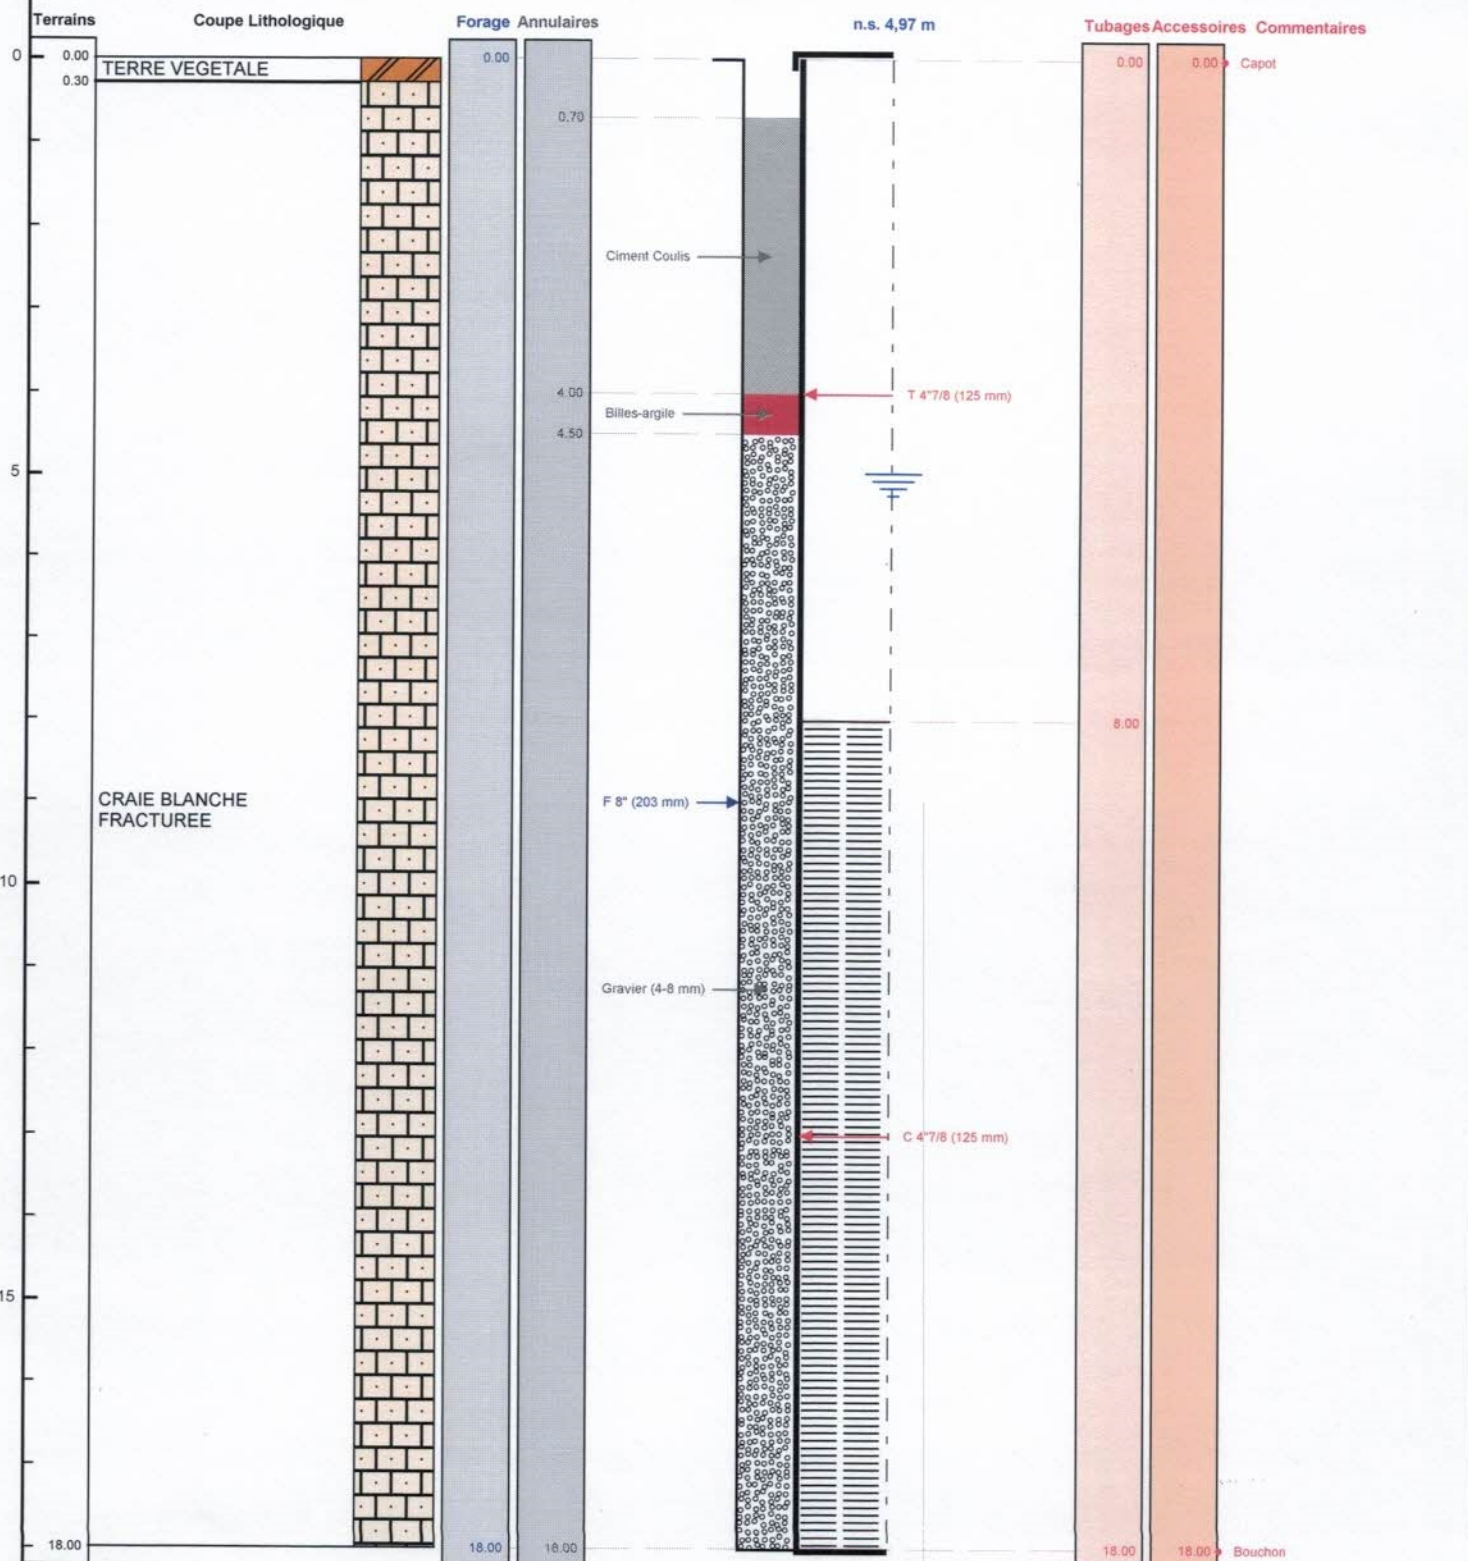 Terrains Coupe Lithologique Forage Annulaires n.s. 4,97 m Tubages Accessoires Commentaires
0 0.00 0.00 0.00 0.00 Capot
TERRE VEGETALE
0.30
0.70
Ciment Coulis
4.00 T 4"7/8 (125 mm)
Billes-argile
4.50
5
8.00
CRAIE BLANCHE
FRACTUREE
F 8" (203 mm)
10
Gravier (4-8 mm)
C 4"7/8 (125 mm)
15
18.00 18.00 18.00 18.00 18.00 Bouchon